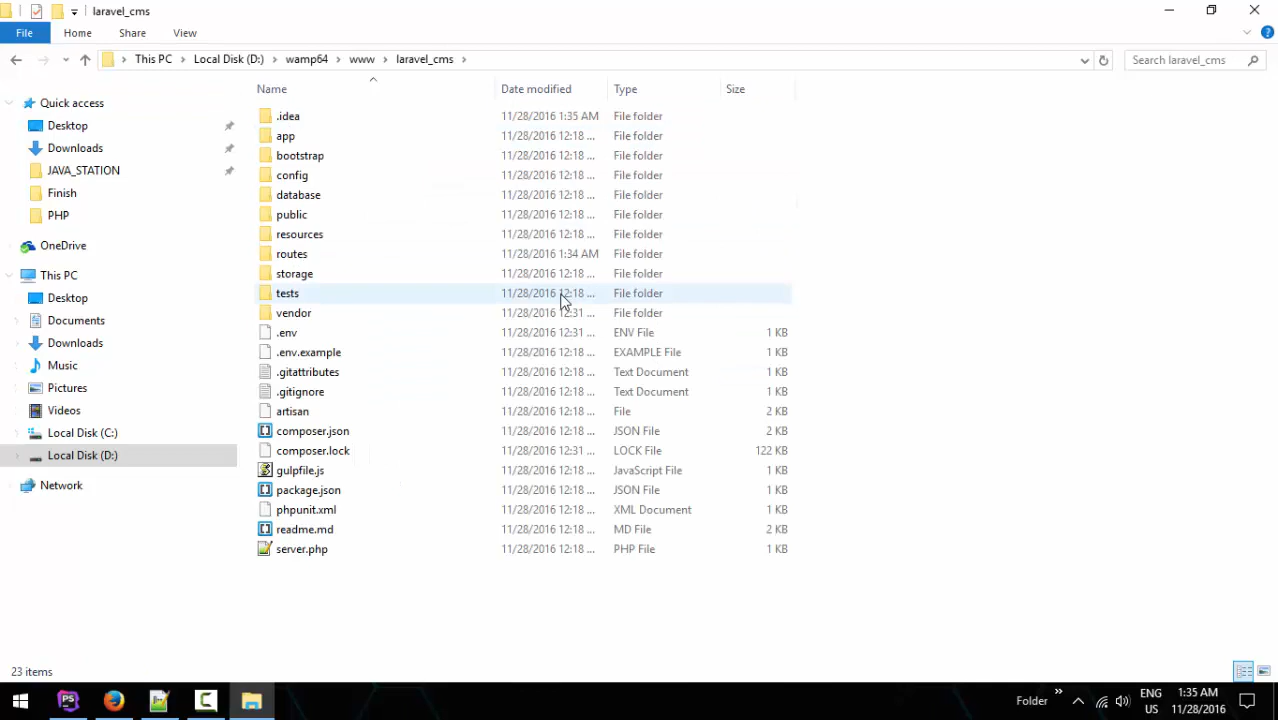 laravel_cms
File Home Share View
This PC Local Disk (D:) wamp64 www laravel_cms Search laravel_cms
Name Date modified Type Size
Quick access
Desktop
Downloads
JAVA_STATION
Finish
PHP
OneDrive
This PC
Desktop
Documents
Downloads
Music
Pictures
Videos
Local Disk (C:)
Local Disk (D:)
Network
.idea 11/28/2016 1:35 AM File folder
app 11/28/2016 12:18 ... File folder
bootstrap 11/28/2016 12:18 ... File folder
config 11/28/2016 12:18 ... File folder
database 11/28/2016 12:18 ... File folder
public 11/28/2016 12:18 ... File folder
resources 11/28/2016 12:18 ... File folder
routes 11/28/2016 1:34 AM File folder
storage 11/28/2016 12:18 ... File folder
tests 11/28/2016 12:18 ... File folder
vendor 11/28/2016 12:31 ... File folder
.env 11/28/2016 12:31 ... ENV File 1 KB
.env.example 11/28/2016 12:18 ... EXAMPLE File 1 KB
.gitattributes 11/28/2016 12:18 ... Text Document 1 KB
.gitignore 11/28/2016 12:18 ... Text Document 1 KB
artisan 11/28/2016 12:18 ... File 2 KB
composer.json 11/28/2016 12:18 ... JSON File 2 KB
composer.lock 11/28/2016 12:31 ... LOCK File 122 KB
gulpfile.js 11/28/2016 12:18 ... JavaScript File 1 KB
package.json 11/28/2016 12:18 ... JSON File 1 KB
phpunit.xml 11/28/2016 12:18 ... XML Document 1 KB
readme.md 11/28/2016 12:18 ... MD File 2 KB
server.php 11/28/2016 12:18 ... PHP File 1 KB
23 items
PS
Folder ENG US 1:35 AM 11/28/2016